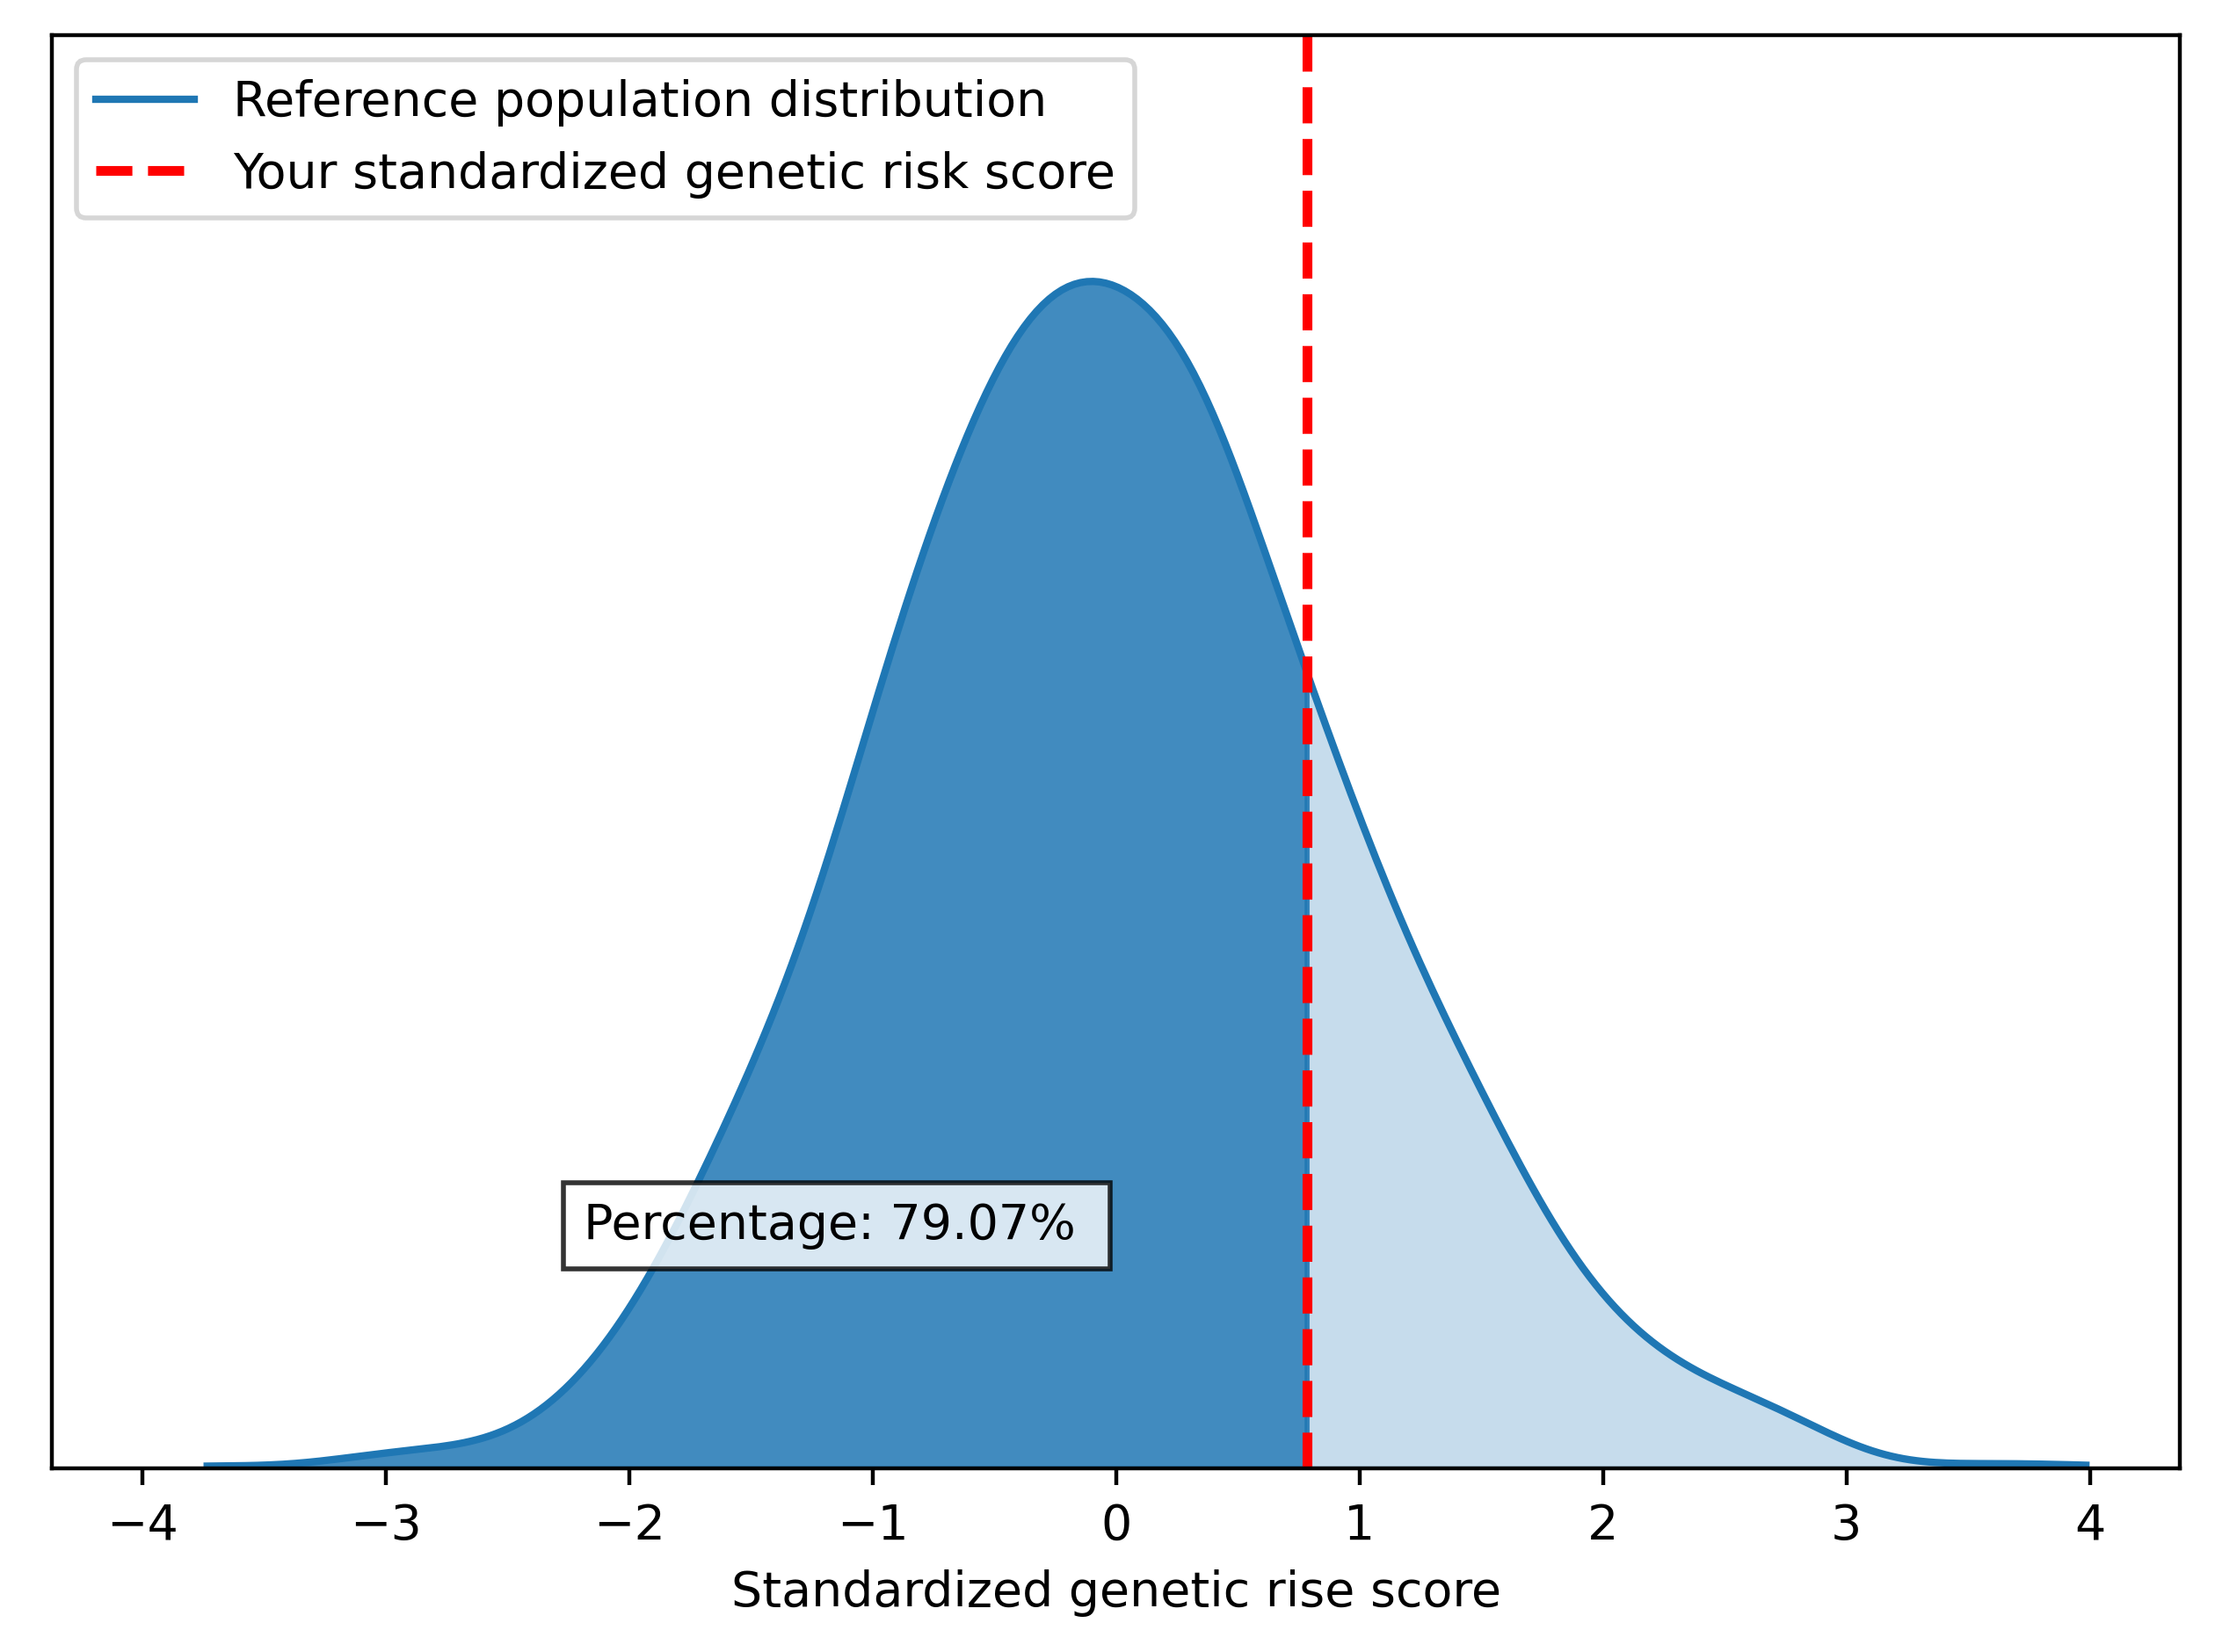 Reference population distribution
Your standardized genetic risk score
Percentage: 79.07%
−4 −3 −2 −1 0 1 2 3 4
Standardized genetic rise score